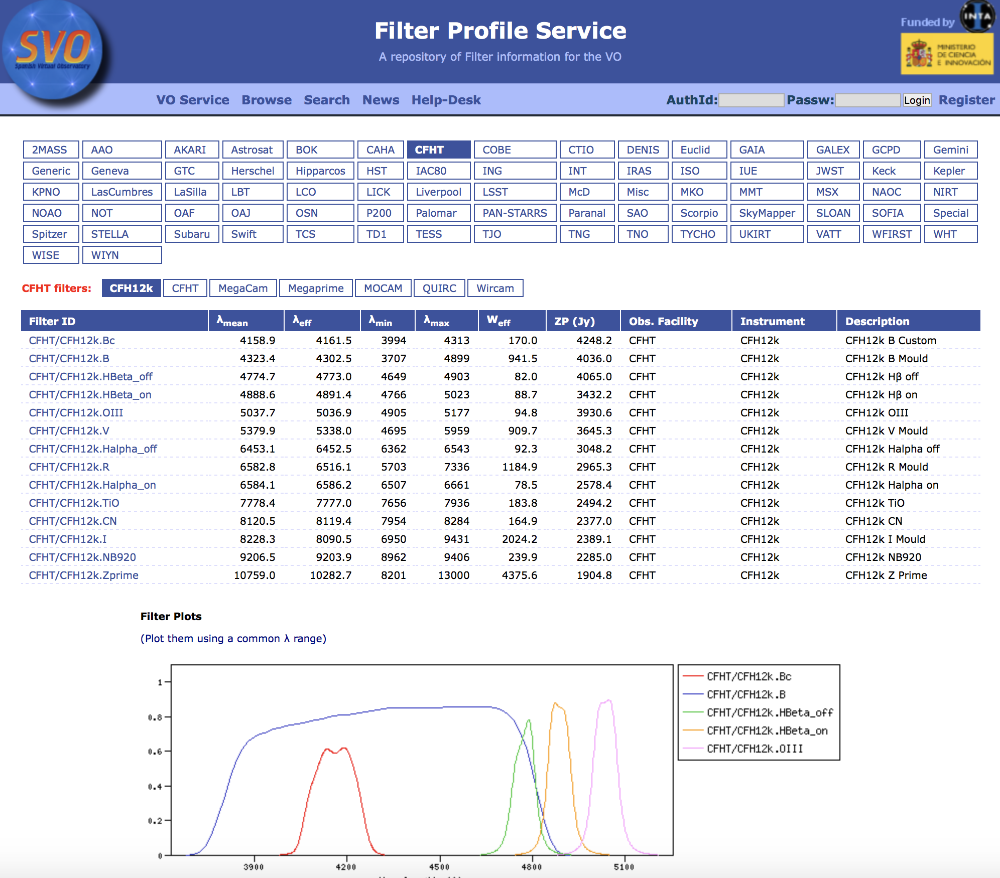 SVO
Spanish Virtual Observatory
Filter Profile Service
A repository of Filter information for the VO
Funded by
INTA
MINISTERIO
DE CIENCIA
E INNOVACIÓN
VO Service Browse Search News Help-Desk AuthId: Passw: Login Register
2MASS AAO AKARI Astrosat BOK CAHA CFHT COBE CTIO DENIS Euclid GAIA GALEX GCPD Gemini
Generic Geneva GTC Herschel Hipparcos HST IAC80 ING INT IRAS ISO IUE JWST Keck Kepler
KPNO LasCumbres LaSilla LBT LCO LICK Liverpool LSST McD Misc MKO MMT MSX NAOC NIRT
NOAO NOT OAF OAJ OSN P200 Palomar PAN-STARRS Paranal SAO Scorpio SkyMapper SLOAN SOFIA Special
Spitzer STELLA Subaru Swift TCS TD1 TESS TJO TNG TNO TYCHO UKIRT VATT WFIRST WHT
WISE WIYN
CFHT filters: CFH12k CFHT MegaCam Megaprime MOCAM QUIRC Wircam
Filter ID λmean λeff λmin λmax Weff ZP (Jy) Obs. Facility Instrument Description
CFHT/CFH12k.Bc 4158.9 4161.5 3994 4313 170.0 4248.2 CFHT CFH12k CFH12k B Custom
CFHT/CFH12k.B 4323.4 4302.5 3707 4899 941.5 4036.0 CFHT CFH12k CFH12k B Mould
CFHT/CFH12k.HBeta_off 4774.7 4773.0 4649 4903 82.0 4065.0 CFHT CFH12k CFH12k Hβ off
CFHT/CFH12k.HBeta_on 4888.6 4891.4 4766 5023 88.7 3432.2 CFHT CFH12k CFH12k Hβ on
CFHT/CFH12k.OIII 5037.7 5036.9 4905 5177 94.8 3930.6 CFHT CFH12k CFH12k OIII
CFHT/CFH12k.V 5379.9 5338.0 4695 5959 909.7 3645.3 CFHT CFH12k CFH12k V Mould
CFHT/CFH12k.Halpha_off 6453.1 6452.5 6362 6543 92.3 3048.2 CFHT CFH12k CFH12k Halpha off
CFHT/CFH12k.R 6582.8 6516.1 5703 7336 1184.9 2965.3 CFHT CFH12k CFH12k R Mould
CFHT/CFH12k.Halpha_on 6584.1 6586.2 6507 6661 78.5 2578.4 CFHT CFH12k CFH12k Halpha on
CFHT/CFH12k.TiO 7778.4 7777.0 7656 7936 183.8 2494.2 CFHT CFH12k CFH12k TiO
CFHT/CFH12k.CN 8120.5 8119.4 7954 8284 164.9 2377.0 CFHT CFH12k CFH12k CN
CFHT/CFH12k.I 8228.3 8090.5 6950 9431 2024.2 2389.1 CFHT CFH12k CFH12k I Mould
CFHT/CFH12k.NB920 9206.5 9203.9 8962 9406 239.9 2285.0 CFHT CFH12k CFH12k NB920
CFHT/CFH12k.Zprime 10759.0 10282.7 8201 13000 4375.6 1904.8 CFHT CFH12k CFH12k Z Prime
Filter Plots
(Plot them using a common λ range)
1
0.8
0.6
0.4
0.2
0
3900 4200 4500 4800 5100
CFHT/CFH12k.Bc
CFHT/CFH12k.B
CFHT/CFH12k.HBeta_off
CFHT/CFH12k.HBeta_on
CFHT/CFH12k.OIII